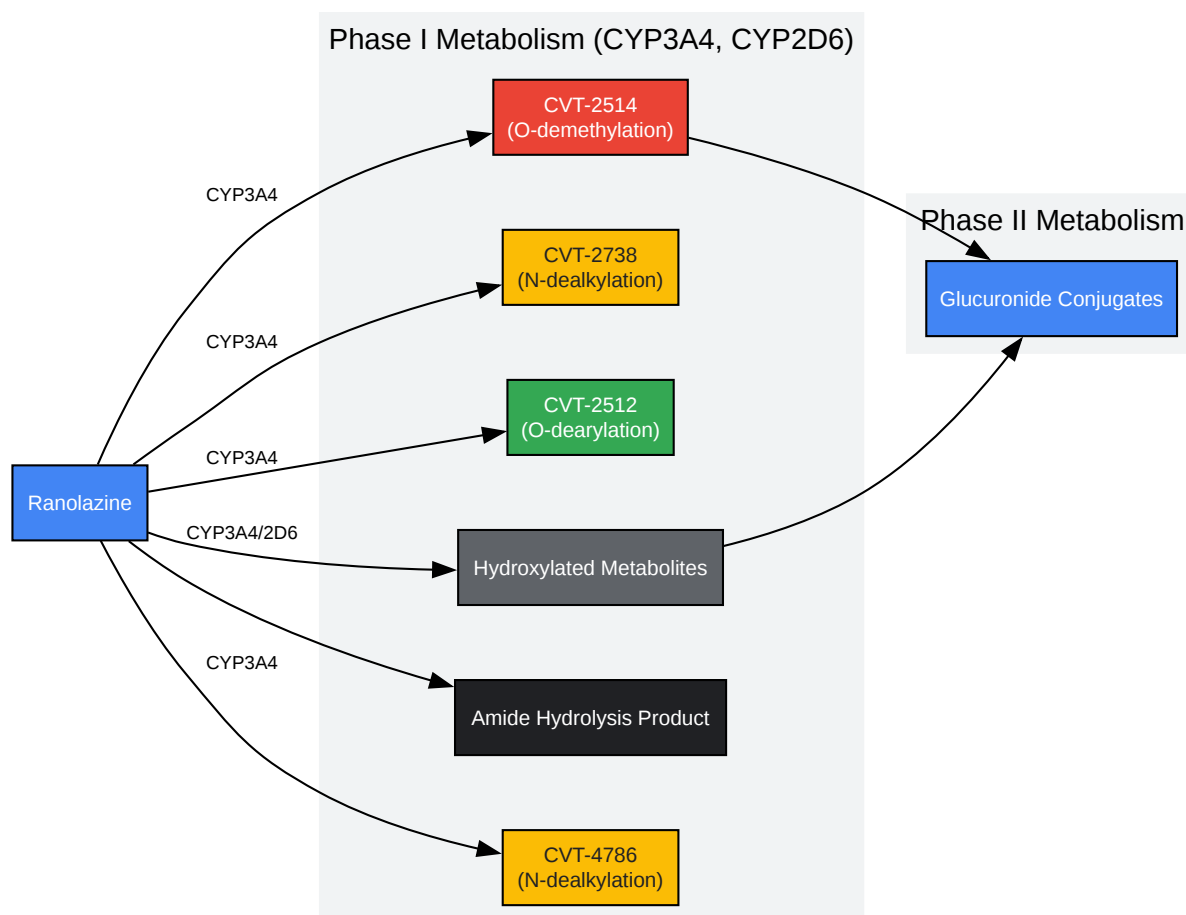 Phase I Metabolism (CYP3A4, CYP2D6)
CVT-2514
(O-demethylation)
CYP3A4
Phase II Metabolism
CVT-2738
(N-dealkylation)
Glucuronide Conjugates
CYP3A4
CVT-2512
(O-dearylation)
CYP3A4
Ranolazine
CYP3A4/2D6
Hydroxylated Metabolites
CYP3A4
Amide Hydrolysis Product
CVT-4786
(N-dealkylation)